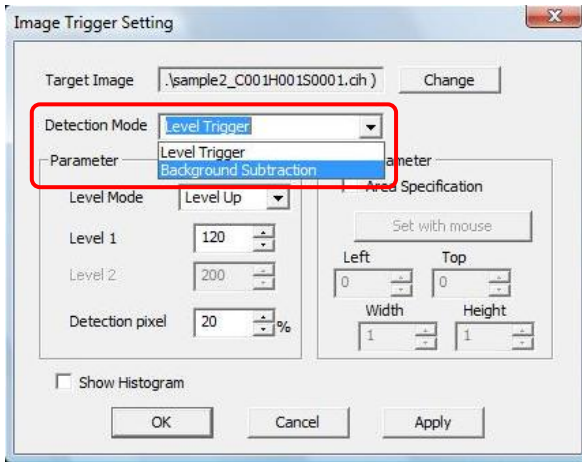 Image Trigger Setting
Target Image .\sample2_C001H001S0001.cih ) Change
Detection Mode Level Trigger
Level Trigger
Background Subtraction
Parameter
Level Mode Level Up
Area Specification
Set with mouse
Level 1 120
Left Top
Level 2 200
0 0
Width Height
Detection pixel 20 %
1 1
Show Histogram
OK Cancel Apply